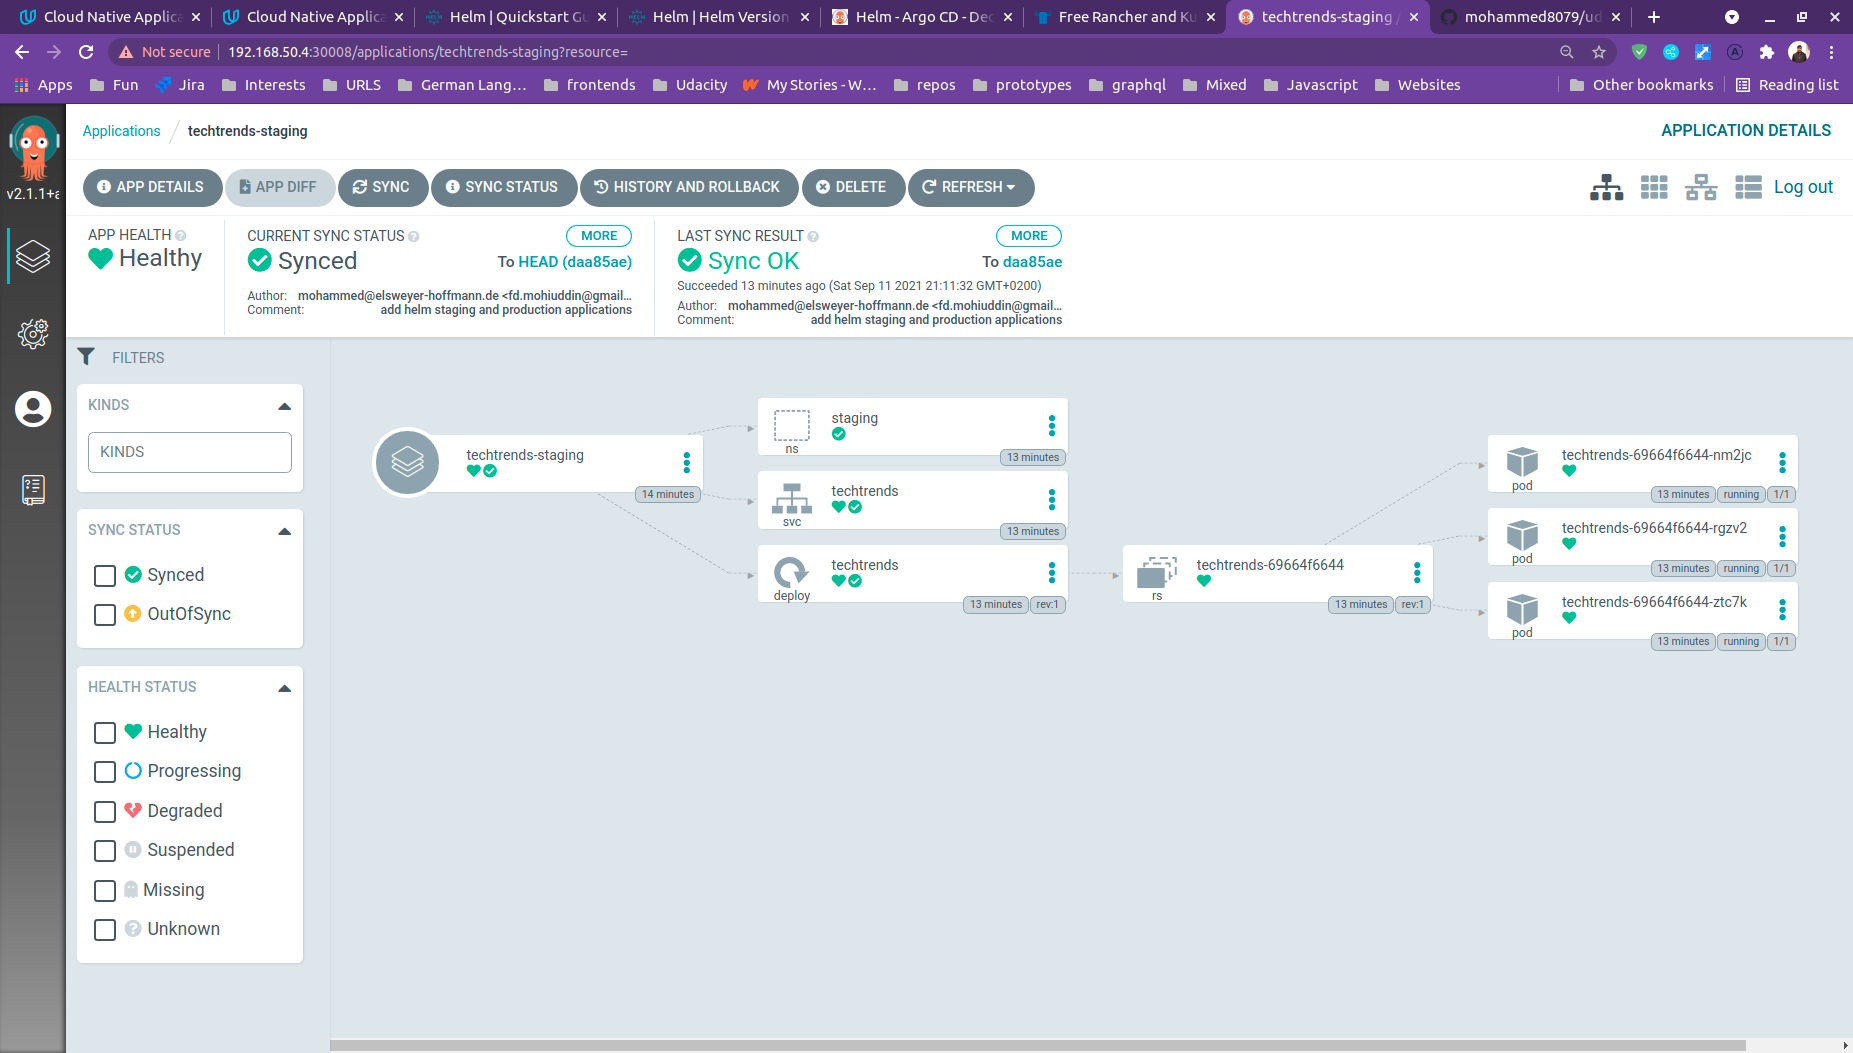 Cloud Native Applica
Cloud Native Applica
Helm | Quickstart Gu
Helm | Helm Version
Helm - Argo CD - Dec
Free Rancher and Ku
techtrends-staging /
mohammed8079/ud
Not secure
192.168.50.4:30008/applications/techtrends-staging?resource=
Apps
Fun
Jira
Interests
URLS
German Lang...
frontends
Udacity
My Stories - W...
repos
prototypes
graphql
Mixed
Javascript
Websites
Other bookmarks
Reading list
v2.1.1+a
Applications
techtrends-staging
APPLICATION DETAILS
APP DETAILS
APP DIFF
SYNC
SYNC STATUS
HISTORY AND ROLLBACK
DELETE
REFRESH
Log out
APP HEALTH
Healthy
CURRENT SYNC STATUS
MORE
Synced
To HEAD (daa85ae)
Author: mohammed@elsweyer-hoffmann.de <fd.mohiuddin@gmail...
Comment: add helm staging and production applications
LAST SYNC RESULT
MORE
Sync OK
To daa85ae
Succeeded 13 minutes ago (Sat Sep 11 2021 21:11:32 GMT+0200)
Author: mohammed@elsweyer-hoffmann.de <fd.mohiuddin@gmail...
Comment: add helm staging and production applications
FILTERS
KINDS
KINDS
SYNC STATUS
Synced
OutOfSync
HEALTH STATUS
Healthy
Progressing
Degraded
Suspended
Missing
Unknown
techtrends-staging
14 minutes
staging
ns
13 minutes
techtrends
svc
13 minutes
techtrends
deploy
13 minutes
rev:1
techtrends-69664f6644
rs
13 minutes
rev:1
techtrends-69664f6644-nm2jc
pod
13 minutes
running
1/1
techtrends-69664f6644-rgzv2
pod
13 minutes
running
1/1
techtrends-69664f6644-ztc7k
pod
13 minutes
running
1/1